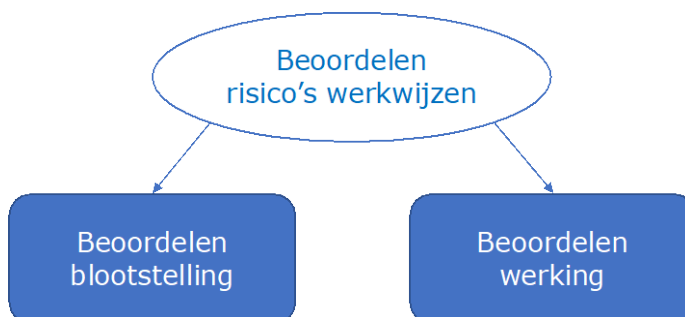 Beoordelen
risico's werkwijzen
Beoordelen
blootstelling
Beoordelen
werking